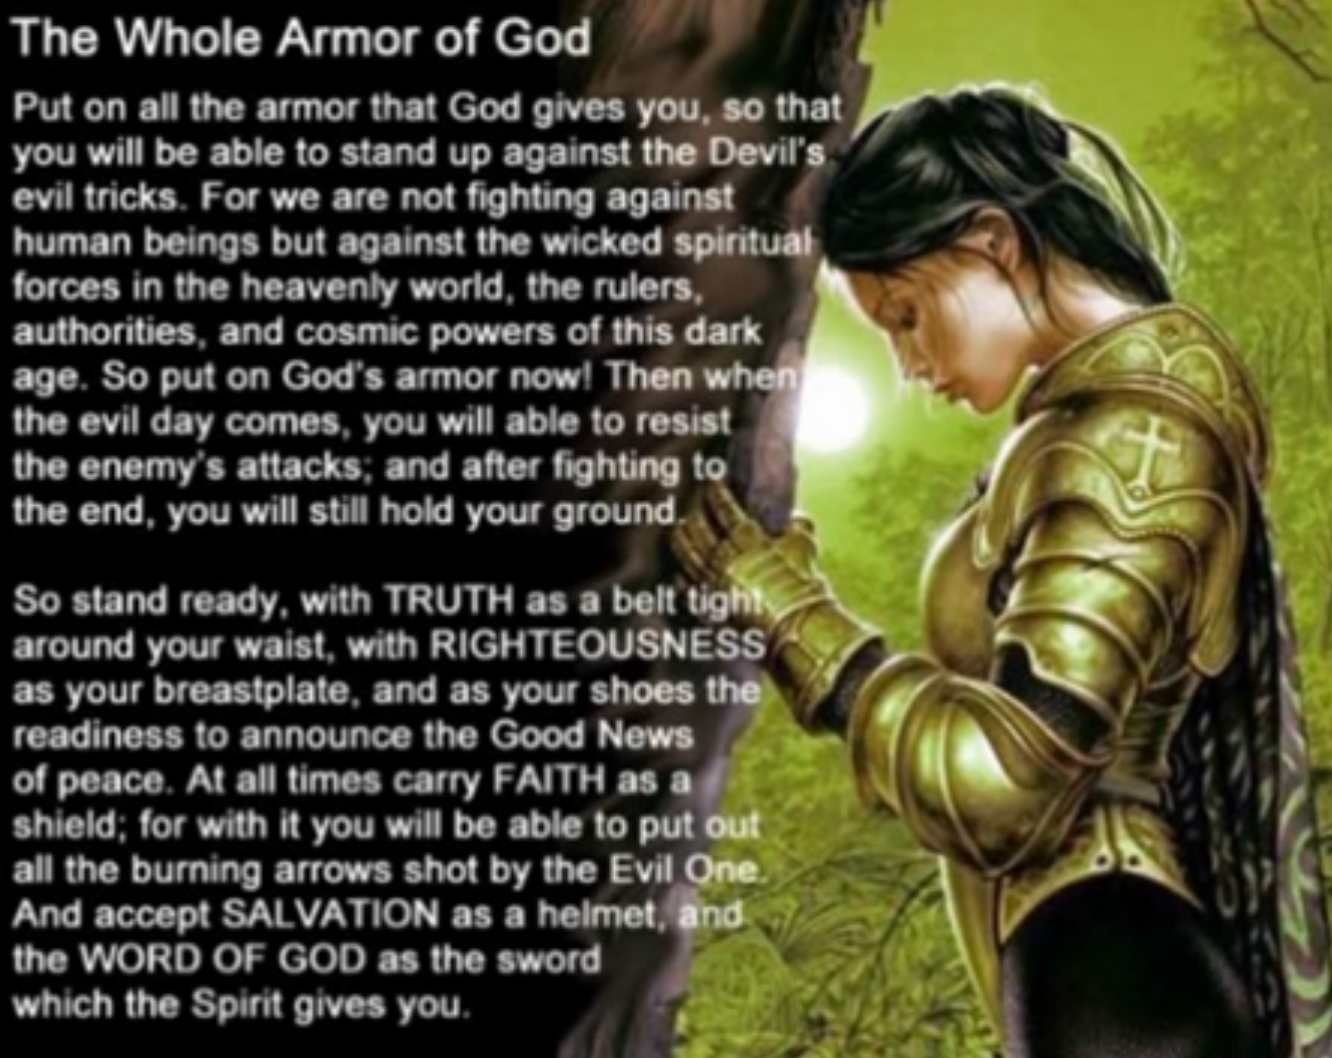 The Whole Armor of God
Put on all the armor that God gives you, so that
you will be able to stand up against the Devil's
evil tricks. For we are not fighting against
human beings but against the wicked spiritual
forces in the heavenly world, the rulers,
authorities, and cosmic powers of this dark
age. So put on God's armor now! Then when
the evil day comes, you will able to resist
the enemy's attacks; and after fighting to
the end, you will still hold your ground.
So stand ready, with TRUTH as a belt tight
around your waist, with RIGHTEOUSNESS
as your breastplate, and as your shoes the
readiness to announce the Good News
of peace. At all times carry FAITH as a
shield; for with it you will be able to put out
all the burning arrows shot by the Evil One.
And accept SALVATION as a helmet, and
the WORD OF GOD as the sword
which the Spirit gives you.